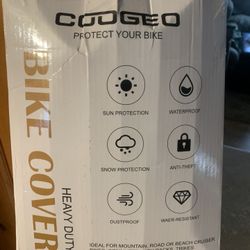 COOGEO
PROTECT YOUR BIKE
BIKE COVER
HEAVY DUTY
SUN PROTECTION
WATERPROOF
SNOW PROTECTION
ANTI-THEFT
DUSTPROOF
WAER-RESISTANT
IDEAL FOR MOUNTAIN, ROAD OR BEACH CRUISER